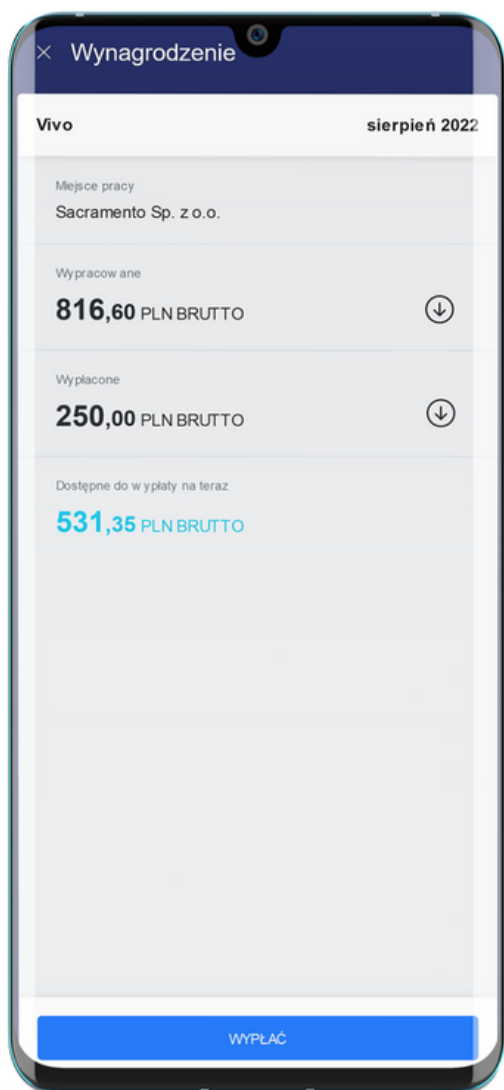 Wynagrodzenie
Vivo sierpień 2022
Miejsce pracy
Sacramento Sp. z o.o.
Wypracowane
816,60 PLN BRUTTO
Wypłacone
250,00 PLN BRUTTO
Dostępne do wypłaty na teraz
531,35 PLN BRUTTO
WYPŁAĆ